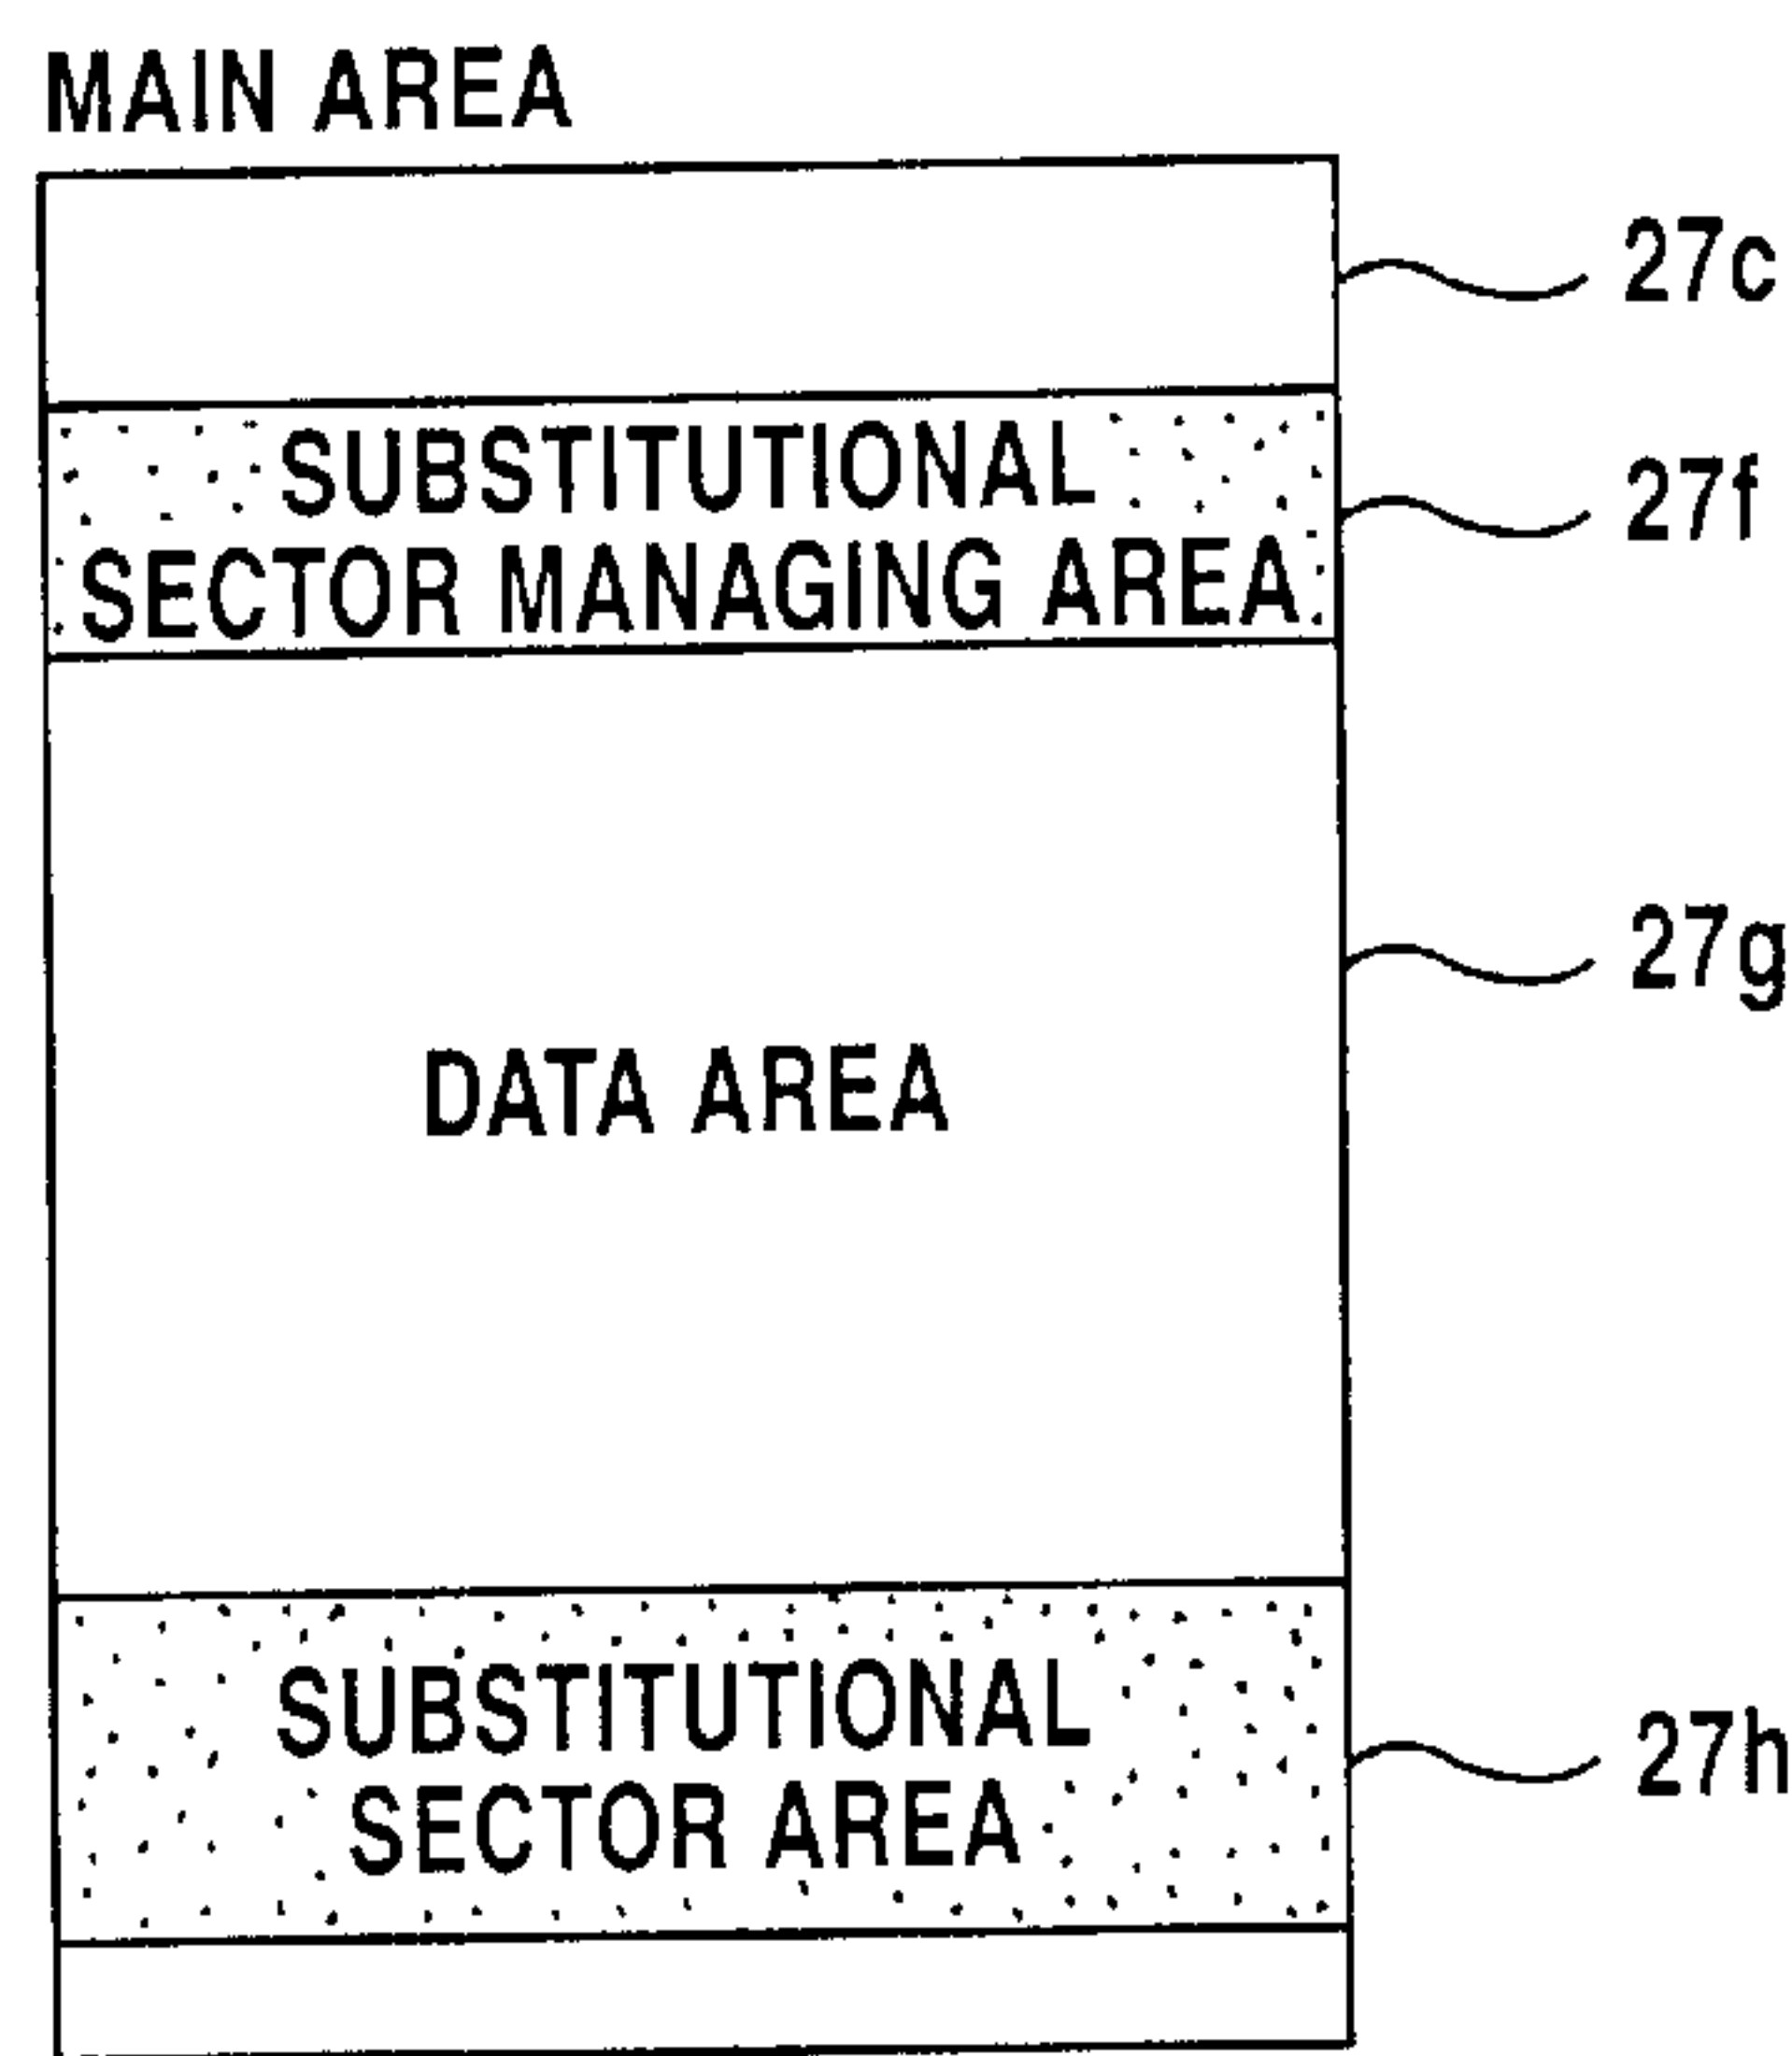 MAIN AREA
27c
SUBSTITUTIONAL
SECTOR MANAGING AREA
27f
27g
DATA AREA
SUBSTITUTIONAL
SECTOR AREA
27h